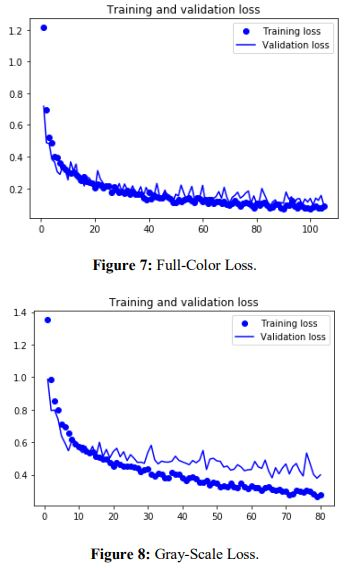 Training and validation loss
Training loss
Validation loss
1.2
1.0
0.8
0.6
0.4
0.2
0 20 40 60 80 100
Figure 7: Full-Color Loss.
Training and validation loss
1.4
Training loss
Validation loss
1.2
1.0
0.8
0.6
0.4
0 10 20 30 40 50 60 70 80
Figure 8: Gray-Scale Loss.